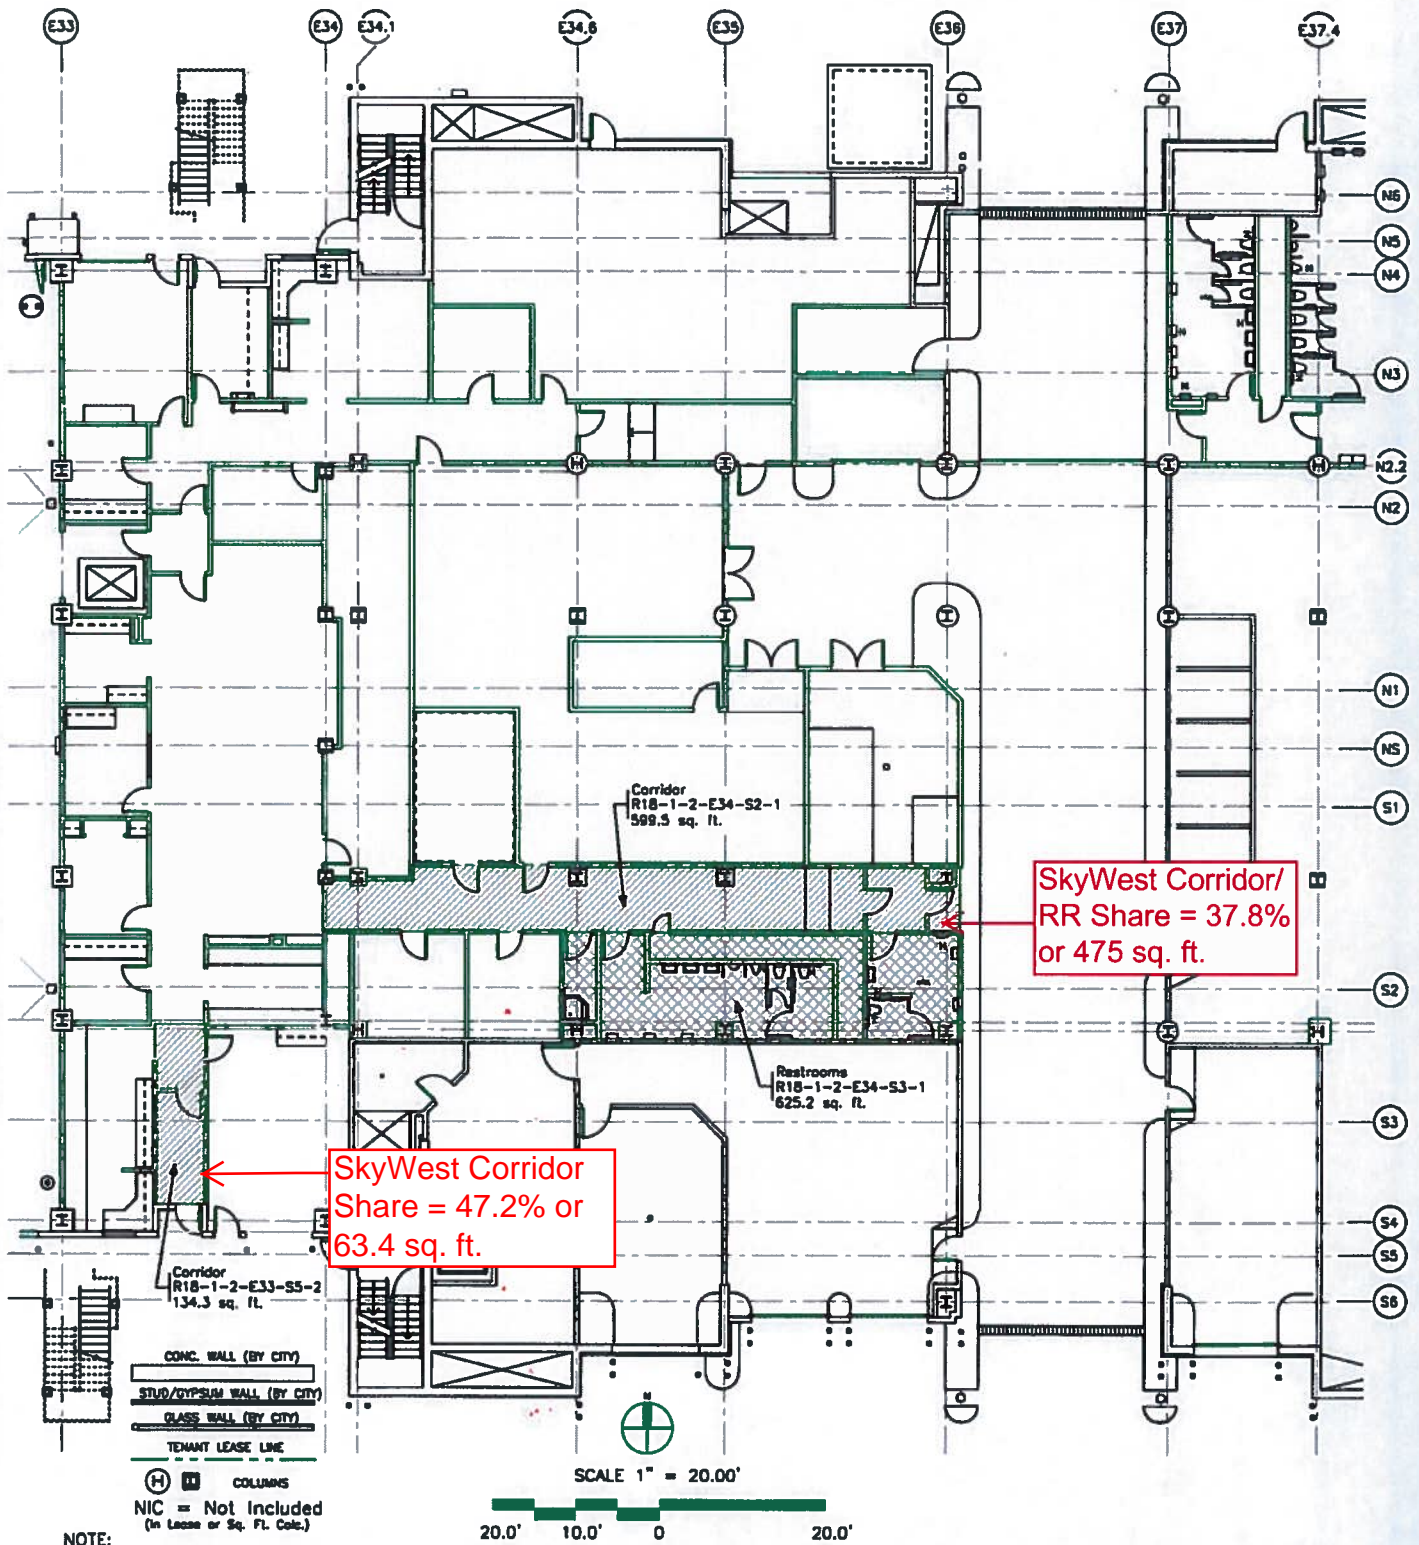 E33
E34
E34.1
E34.6
E35
E36
E37
E37.4
N6
N5
N4
N3
N2.2
N2
N1
NS
S1
S2
S3
S4
S5
S6
Corridor
R18-1-2-E34-S2-1
599.5 sq. ft.
SkyWest Corridor/
RR Share = 37.8%
or 475 sq. ft.
Restrooms
R18-1-2-E34-S3-1
625.2 sq. ft.
SkyWest Corridor
Share = 47.2% or
63.4 sq. ft.
Corridor
R18-1-2-E33-S5-2
134.3 sq. ft.
CONC. WALL (BY CITY)
STUD/GYPSUM WALL (BY CITY)
GLASS WALL (BY CITY)
TENANT LEASE LINE
COLUMNS
NIC = Not Included
(In Lease or Sq. Ft. Calc.)
NOTE:
N
SCALE 1" = 20.00'
20.0' 10.0' 0 20.0'